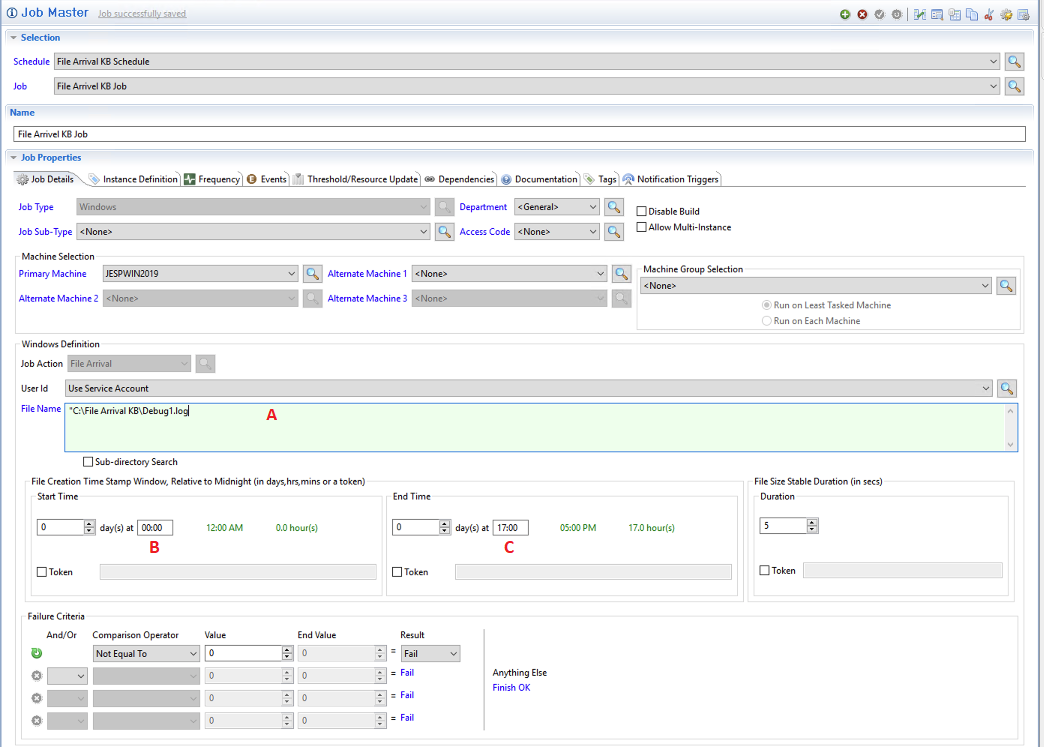 Job Master Job successfully saved
Selection
Schedule File Arrival KB Schedule
Job File Arrivel KB Job
Name
File Arrivel KB Job
Job Properties
Job Details Instance Definition Frequency Events Threshold/Resource Update Dependencies Documentation Tags Notification Triggers
Job Type Windows Department <General> Disable Build
Job Sub-Type <None> Access Code <None> Allow Multi-Instance
Machine Selection
Primary Machine JESPWIN2019 Alternate Machine 1 <None> Machine Group Selection
<None>
Alternate Machine 2 <None> Alternate Machine 3 <None> Run on Least Tasked Machine
Run on Each Machine
Windows Definition
Job Action File Arrival
User Id Use Service Account
File Name "C:\File Arrival KB\Debug1.log A
Sub-directory Search
File Creation Time Stamp Window, Relative to Midnight (in days,hrs,mins or a token) File Size Stable Duration (in secs)
Start Time End Time Duration
0 day(s) at 00:00 12:00 AM 0.0 hour(s) 0 day(s) at 17:00 05:00 PM 17.0 hour(s) 5
B C
Token Token Token
Failure Criteria
And/Or Comparison Operator Value End Value Result
Not Equal To 0 0 = Fail
0 0 = Fail Anything Else
Finish OK
0 0 = Fail
0 0 = Fail